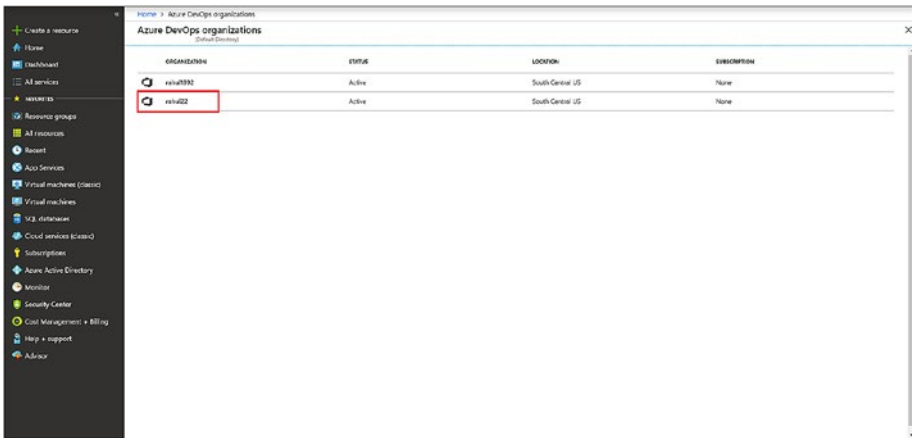 Home > Azure DevOps organizations
Azure DevOps organizations
(Default Directory)
Create a resource
Home
Dashboard
All services
FAVORITES
Resource groups
All resources
Recent
App Services
Virtual machines (classic)
Virtual machines
SQL databases
Cloud services (classic)
Subscriptions
Azure Active Directory
Monitor
Security Center
Cost Management + Billing
Help + support
Advisor
ORGANIZATION STATUS LOCATION SUBSCRIPTION
Active South Central US None
rahul22 Active South Central US None